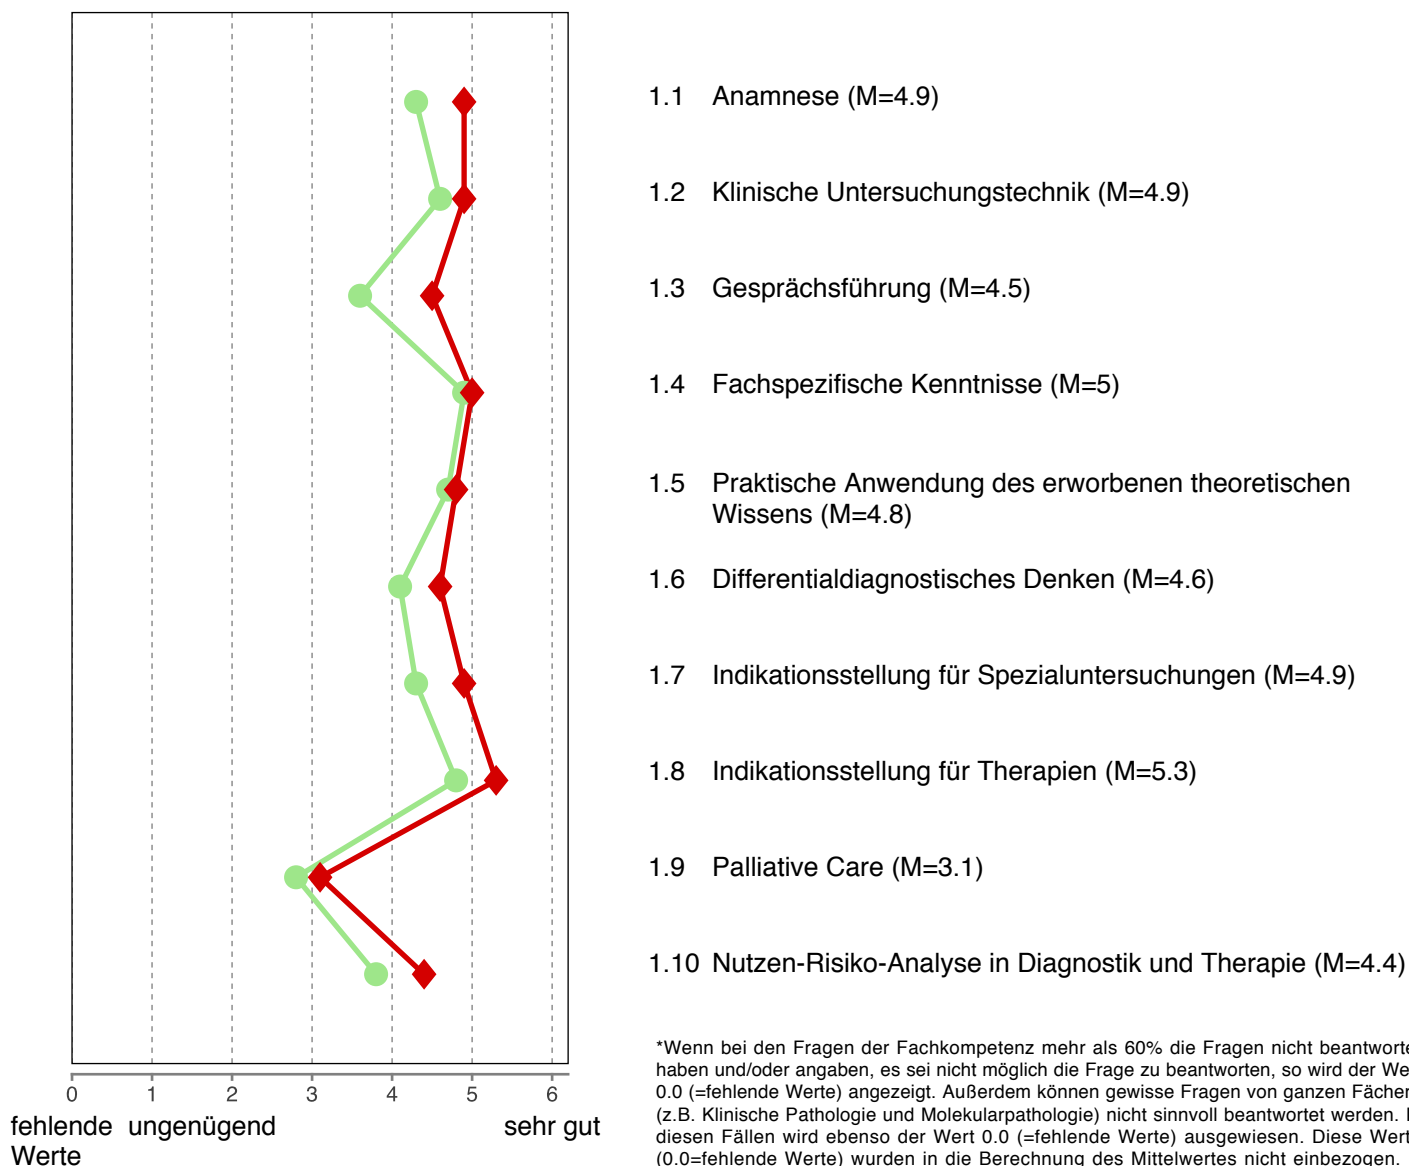 1.1 Anamnese (M=4.9)
1.2 Klinische Untersuchungstechnik (M=4.9)
1.3 Gesprächsführung (M=4.5)
1.4 Fachspezifische Kenntnisse (M=5)
1.5 Praktische Anwendung des erworbenen theoretischen
Wissens (M=4.8)
1.6 Differentialdiagnostisches Denken (M=4.6)
1.7 Indikationsstellung für Spezialuntersuchungen (M=4.9)
1.8 Indikationsstellung für Therapien (M=5.3)
1.9 Palliative Care (M=3.1)
1.10 Nutzen-Risiko-Analyse in Diagnostik und Therapie (M=4.4)
0 1 2 3 4 5 6
fehlende ungenügend sehr gut
Werte
*Wenn bei den Fragen der Fachkompetenz mehr als 60% die Fragen nicht beantworte
haben und/oder angaben, es sei nicht möglich die Frage zu beantworten, so wird der We
0.0 (=fehlende Werte) angezeigt. Außerdem können gewisse Fragen von ganzen Fächer
(z.B. Klinische Pathologie und Molekularpathologie) nicht sinnvoll beantwortet werden.
diesen Fällen wird ebenso der Wert 0.0 (=fehlende Werte) ausgewiesen. Diese Wert
(0.0=fehlende Werte) wurden in die Berechnung des Mittelwertes nicht einbezogen.